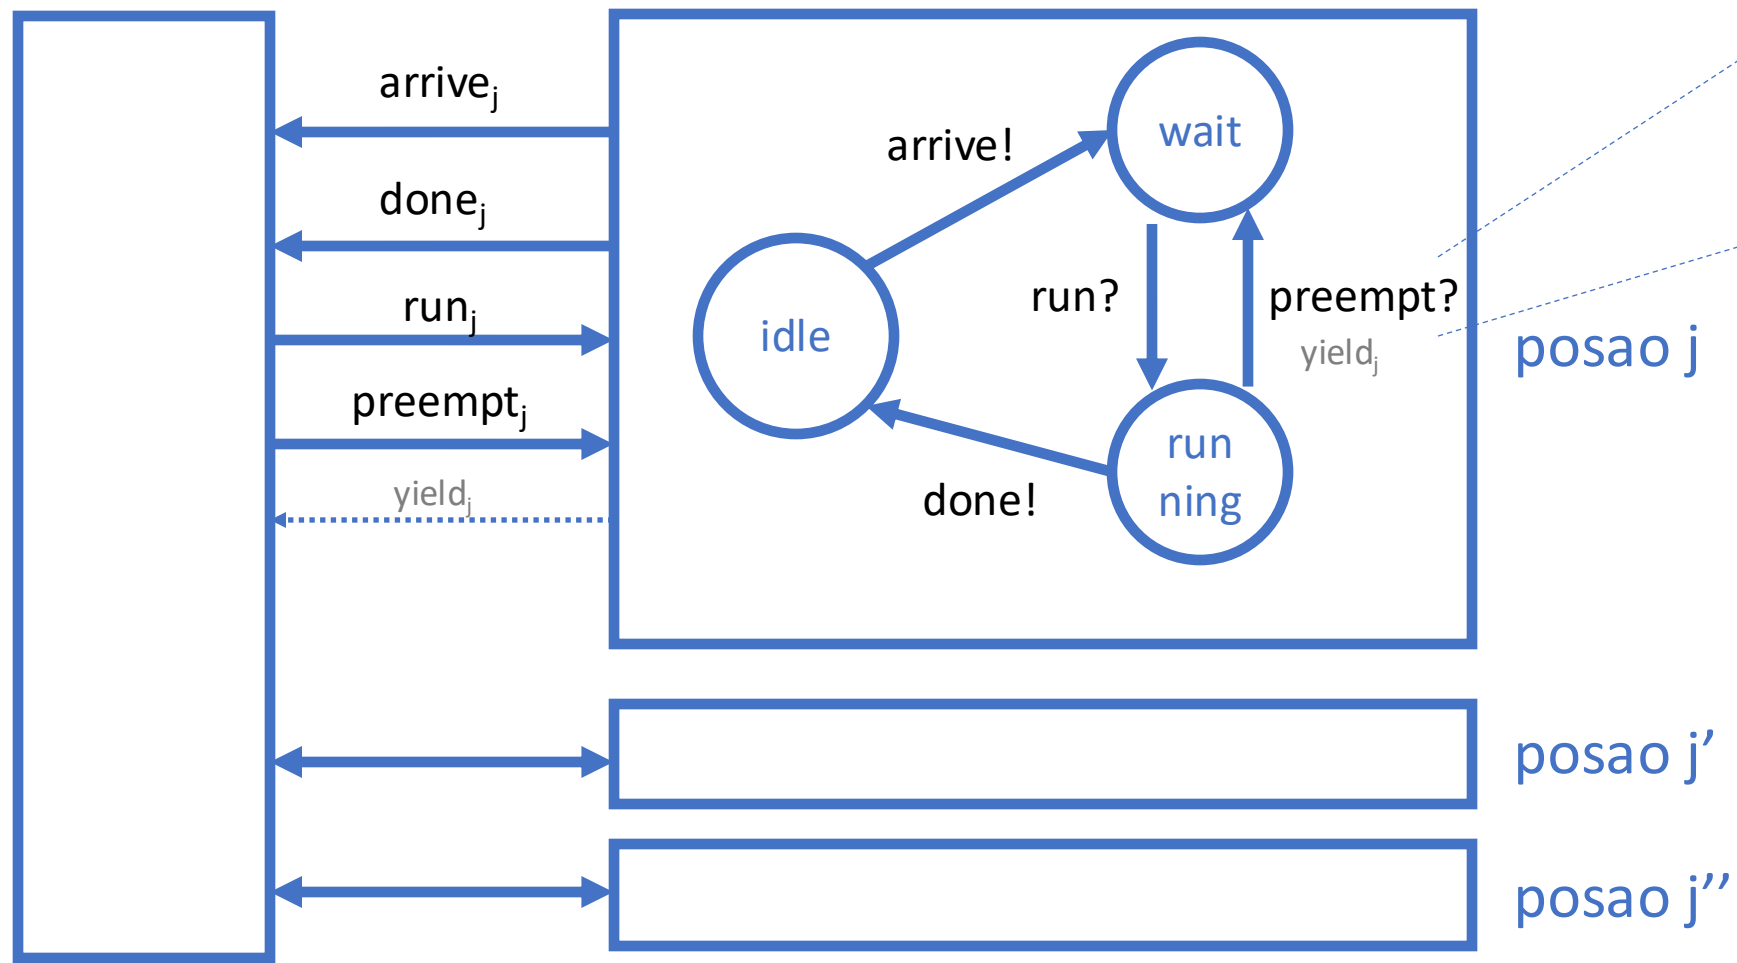 arriveⱼ
doneⱼ
runⱼ
preemptⱼ
yieldⱼ
arrive!
wait
idle
run?
preempt?
yieldⱼ
run
ning
done!
posao j
posao j’
posao j’’